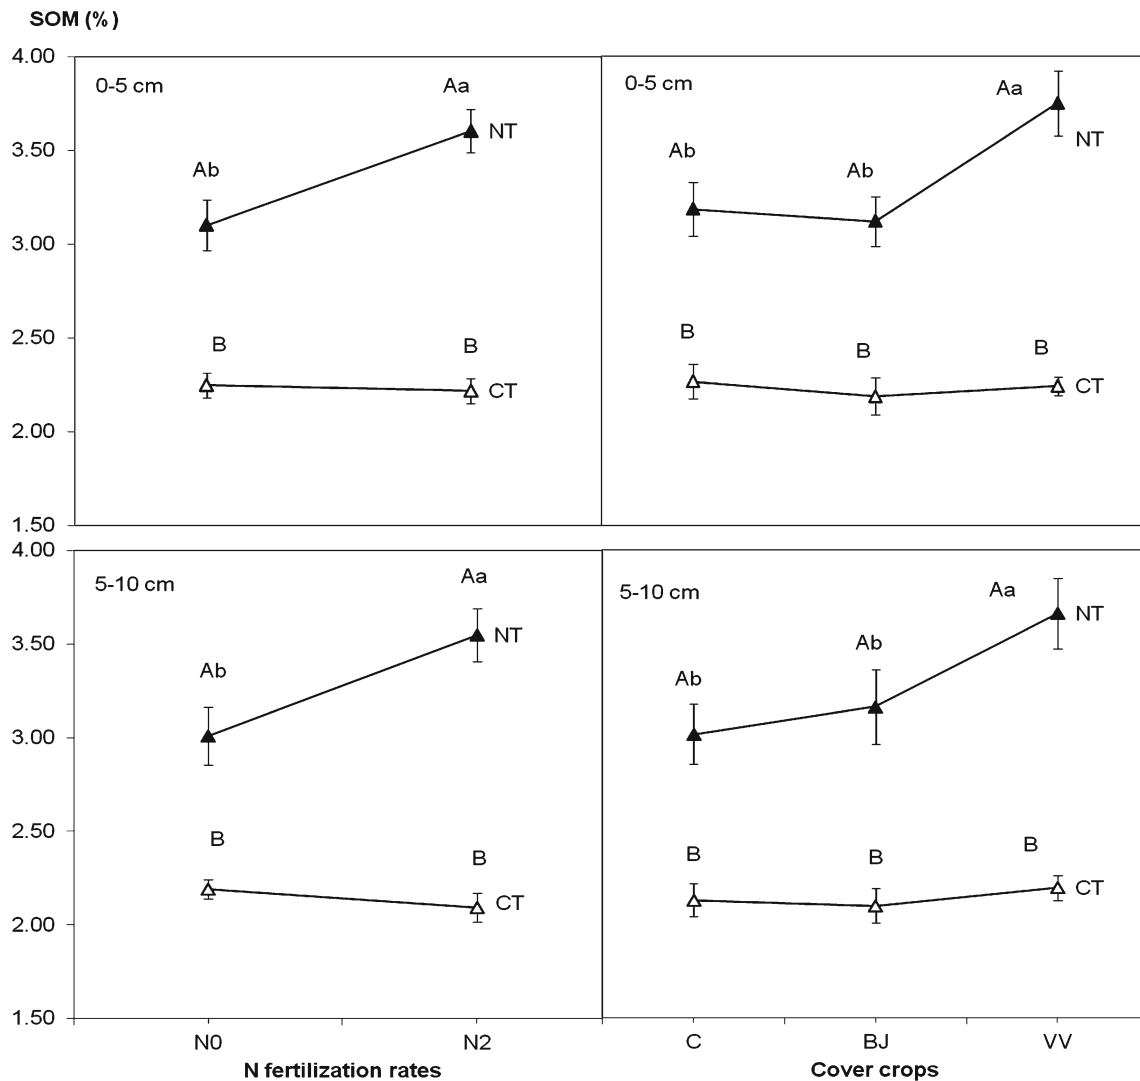 SOM (%)
4.00
3.50
3.00
2.50
2.00
1.50
0-5 cm
Ab
Aa
NT
B
B
CT
0-5 cm
Ab
Ab
Aa
NT
B
B
B
CT
4.00
3.50
3.00
2.50
2.00
1.50
5-10 cm
Ab
Aa
NT
B
B
CT
5-10 cm
Ab
Ab
Aa
NT
B
B
B
CT
N0 N2
N fertilization rates
C BJ VV
Cover crops